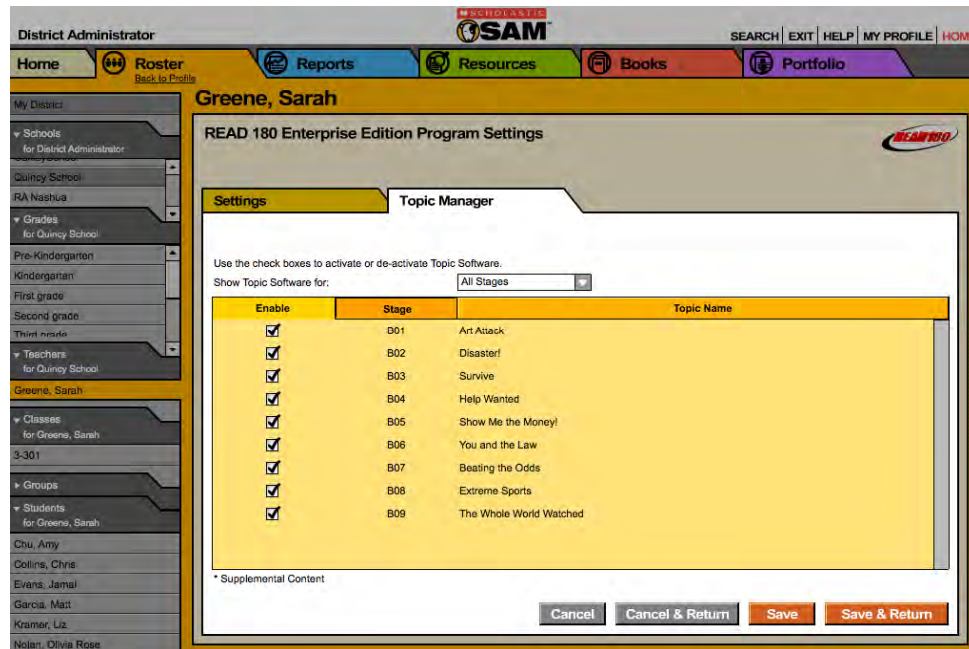 SCHOLASTIC
District Administrator
SAM
SEARCH EXIT HELP MY PROFILE HOM
Home Roster Reports Resources Books Portfolio
Back to Profile
My District
Greene, Sarah
Schools
for District Administrator
READ 180 Enterprise Edition Program Settings
READ 180
Quincy School
RA Nashua
Settings Topic Manager
Grades
for Quincy School
Pre-Kindergarten
Kindergarten
First grade
Second grade
Third grade
Use the check boxes to activate or de-activate Topic Software.
Show Topic Software for: All Stages
Enable Stage Topic Name
B01 Art Attack
B02 Disaster!
B03 Survive
B04 Help Wanted
B05 Show Me the Money!
B06 You and the Law
B07 Beating the Odds
B08 Extreme Sports
B09 The Whole World Watched
Teachers
for Quincy School
Greene, Sarah
Classes
for Greene, Sarah
3-301
Groups
Students
for Greene, Sarah
Chu, Amy
Collins, Chris
Evans, Jamal
Garcia, Matt
Kramer, Liz
Nolan, Olivia Rose
* Supplemental Content
Cancel Cancel & Return Save Save & Return